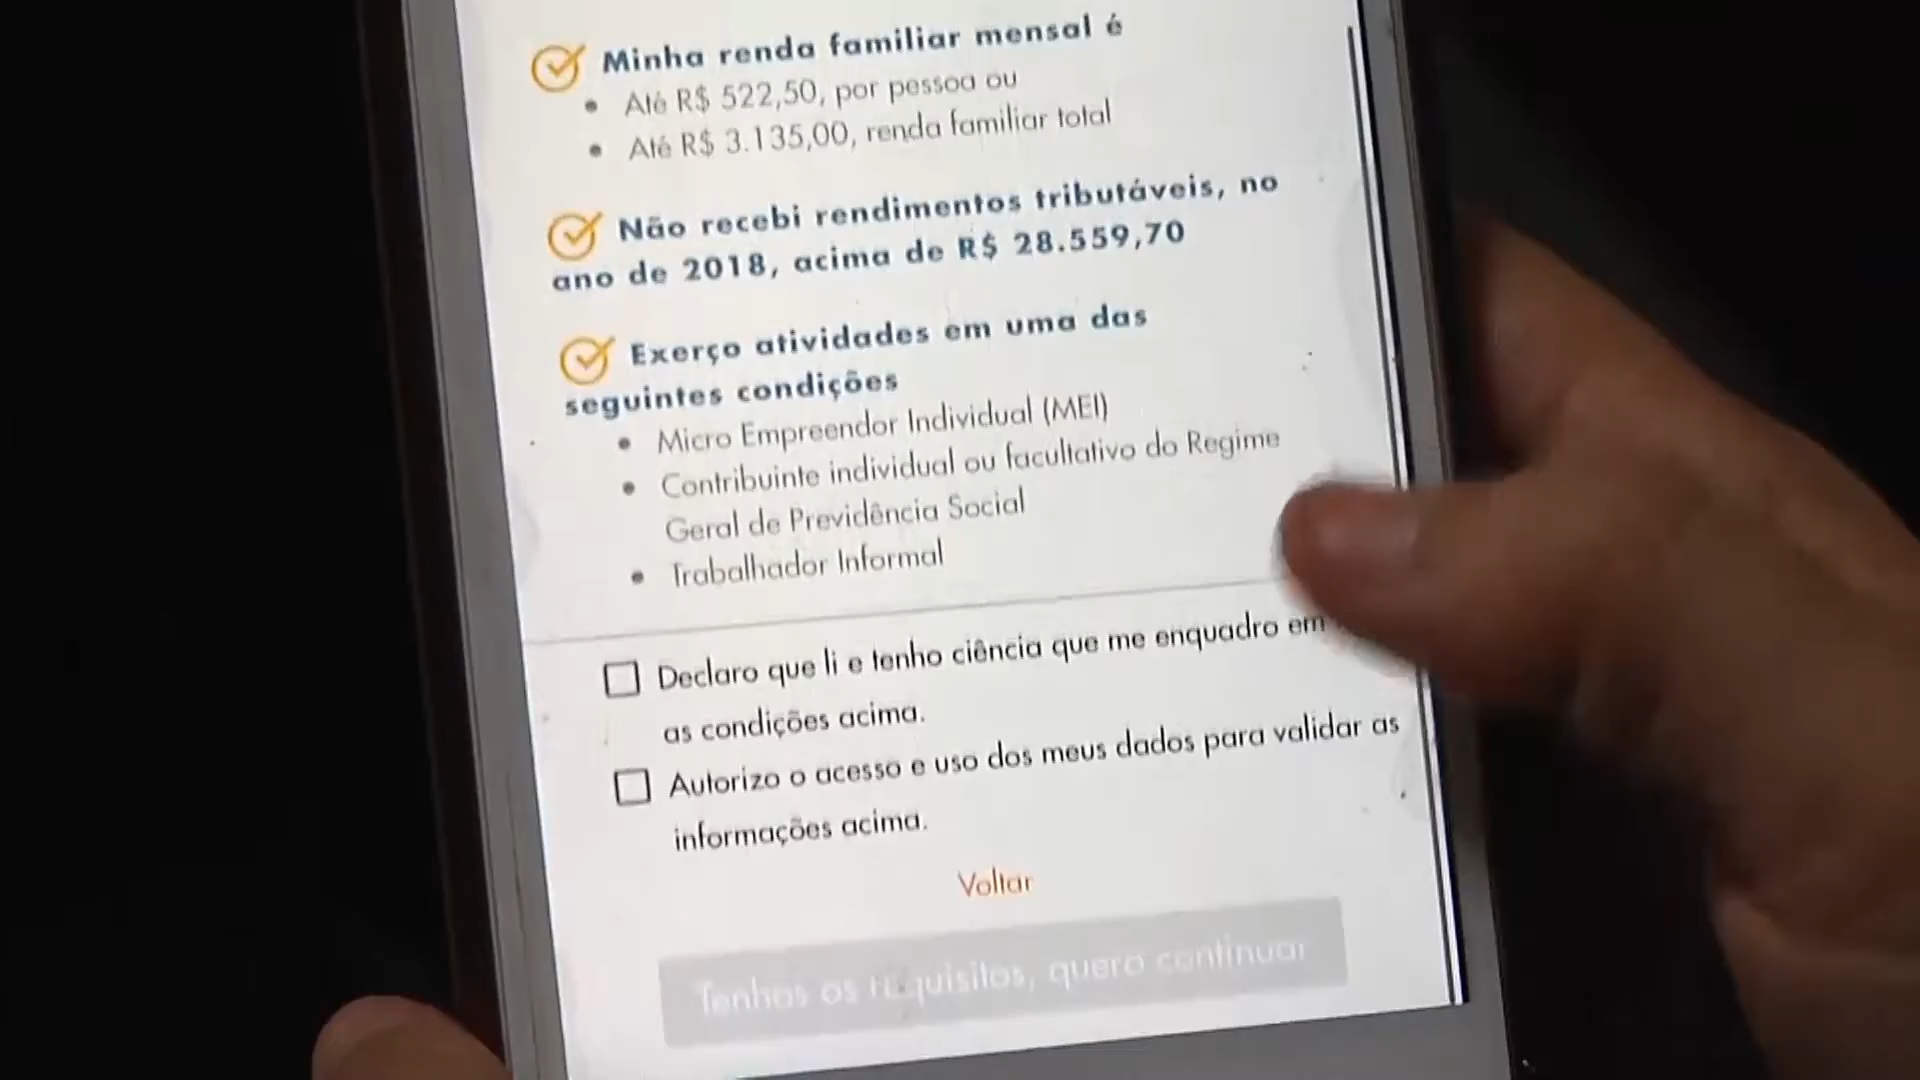 Minha renda familiar mensal é
• Até R$ 522,50, por pessoa ou
• Até R$ 3.135,00, renda familiar total
Não recebi rendimentos tributáveis, no
ano de 2018, acima de R$ 28.559,70
Exerço atividades em uma das
seguintes condições
• Micro Empreendor Individual (MEI)
• Contribuinte individual ou facultativo do Regime
Geral de Previdência Social
• Trabalhador Informal
Declaro que li e tenho ciência que me enquadro em
as condições acima.
Autorizo o acesso e uso dos meus dados para validar as
informações acima.
Voltar
Tenhos os requisitos, quero continuar